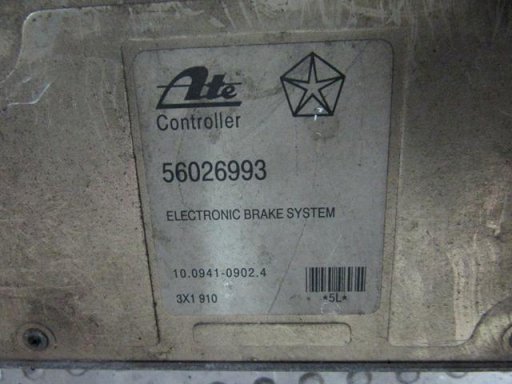 Ate
Controller
56026993
ELECTRONIC BRAKE SYSTEM
10.0941-0902.4
3X1 910
*5L*